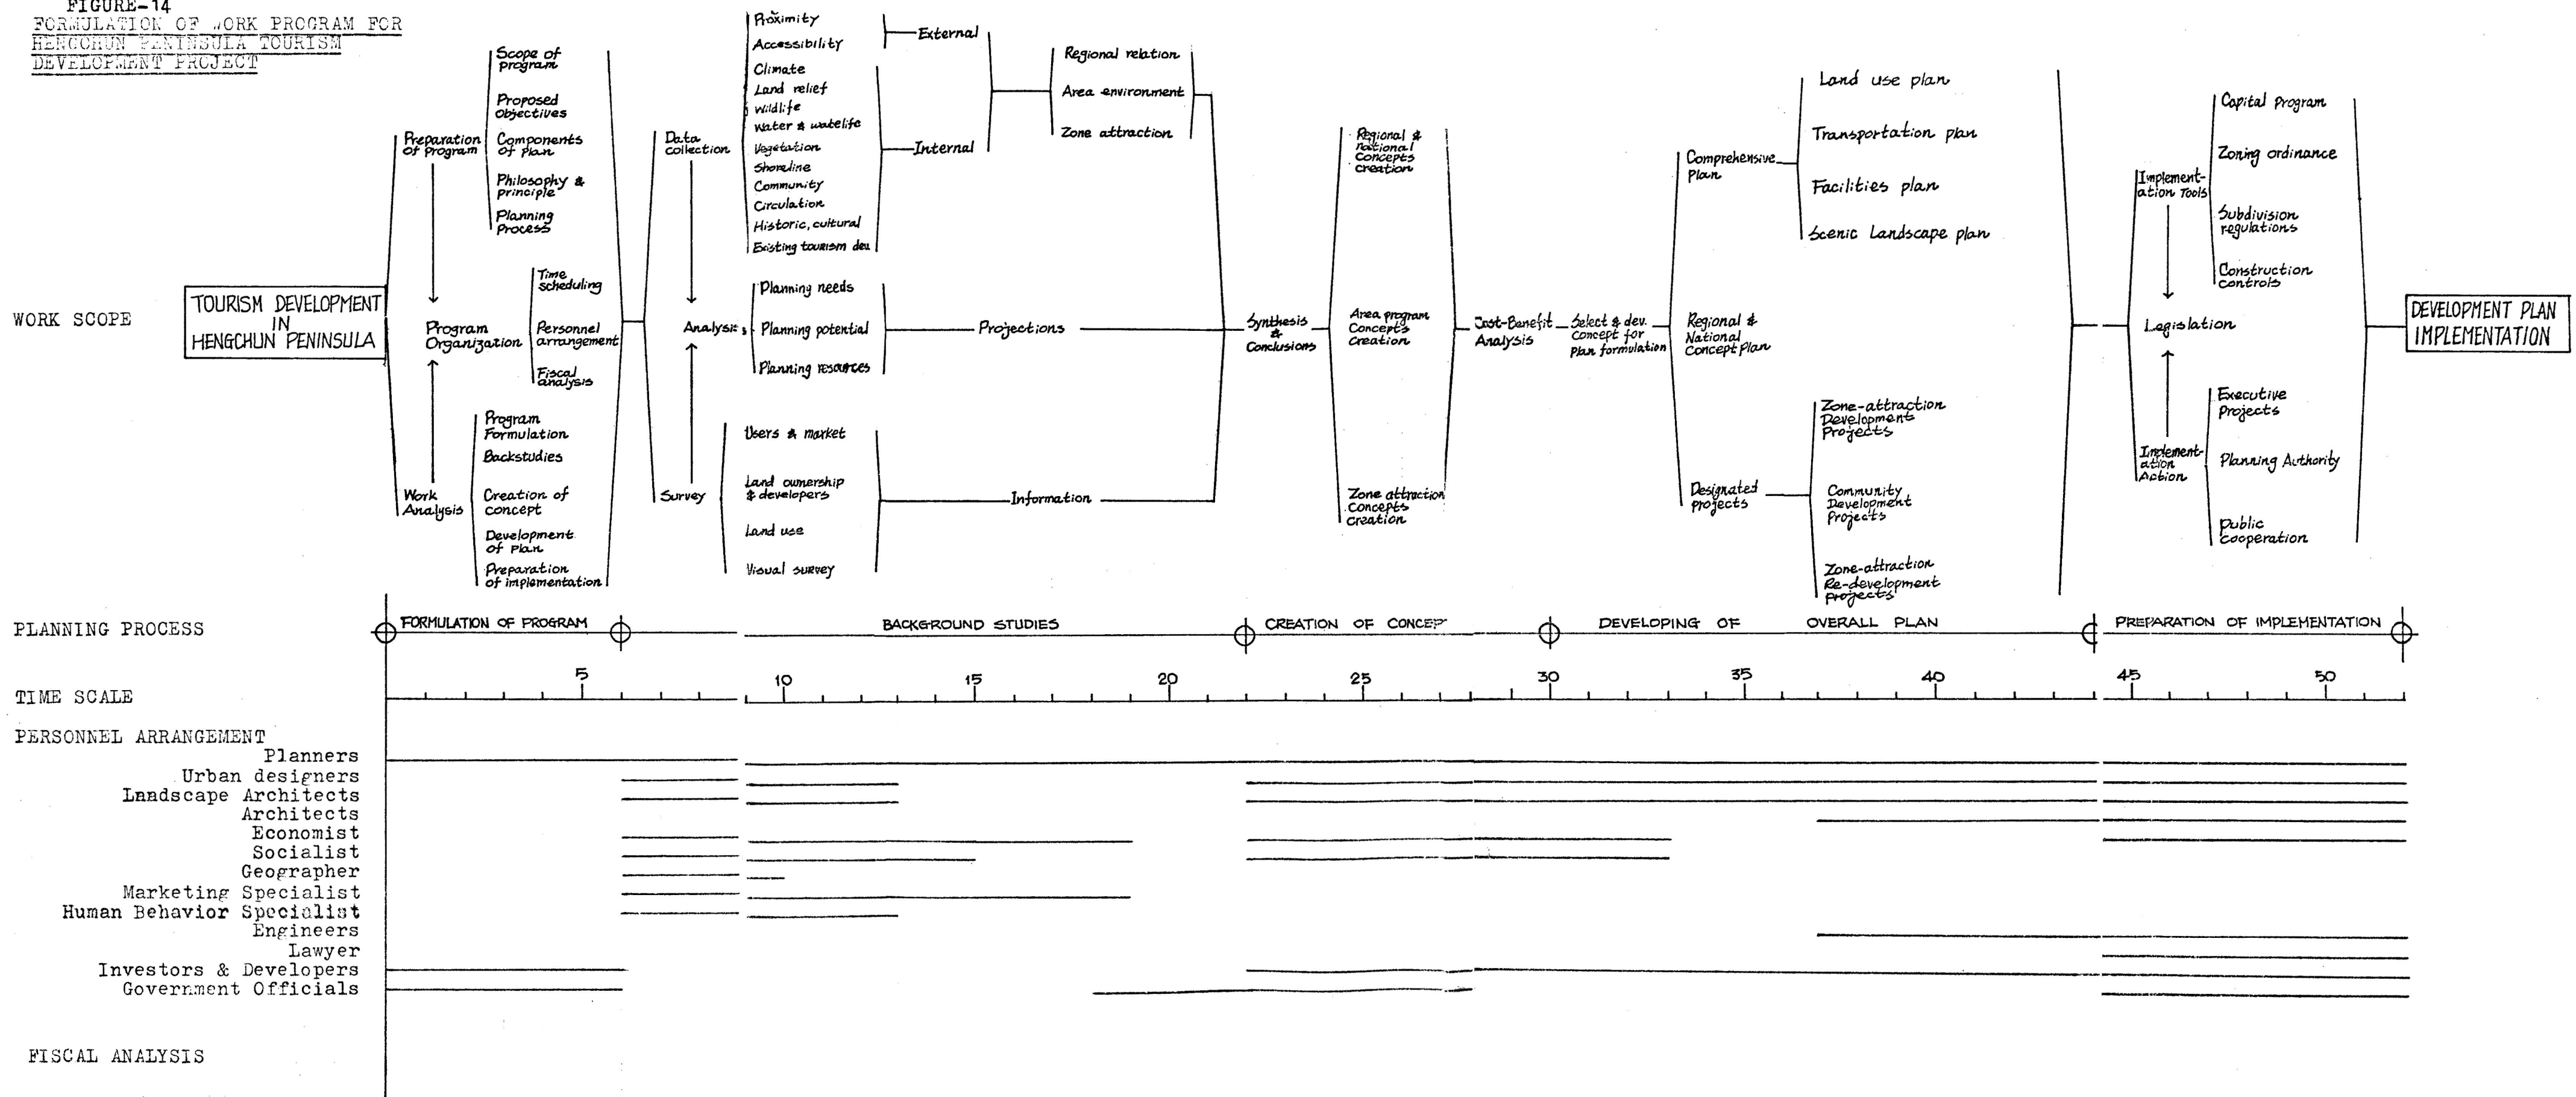 FIGURE-14
FORMULATION OF WORK PROGRAM FOR
HENGCHUN PENINSULA TOURISM
DEVELOPMENT PROJECT
WORK SCOPE
TOURISM DEVELOPMENT
IN
HENGCHUN PENINSULA
Preparation
of program
Scope of
program
Proposed
Objectives
Components
of Plan
Philosophy &
principle
Planning
Process
Program
Organization
Time
scheduling
Personnel
arrangement
Fiscal
analysis
Work
Analysis
Program
Formulation
Backstudies
Creation of
concept
Development
of plan
Preparation
of implementation
Data
collection
Proximity
Accessibility
Climate
Land relief
Wildlife
Water & watelife
Vegetation
Shoreline
Community
Circulation
Historic, cultural
Existing tourism dev.
External
Internal
Regional relation
Area environment
Zone attraction
Analysis
Planning needs
Planning potential
Planning resources
Projections
Survey
Users & market
Land ownership
& developers
Land use
Visual survey
Information
Synthesis
&
Conclusions
Regional &
national
Concepts
creation
Area program
Concepts
Creation
Zone attraction
Concepts
Creation
Cost-Benefit
Analysis
Select & dev.
Concept for
Plan formulation
Comprehensive
Plan
Land use plan
Transportation plan
Facilities plan
Scenic Landscape plan
Regional &
National
Concept Plan
Designated
projects
Zone-attraction
Development
Projects
Community
Development
Projects
Zone-attraction
Re-development
projects
Implement-
ation Tools
Capital Program
Zoning ordinance
Subdivision
regulations
Construction
controls
Legislation
Implement-
ation
Action
Executive
Projects
Planning Authority
Public
cooperation
DEVELOPMENT PLAN
IMPLEMENTATION
PLANNING PROCESS
FORMULATION OF PROGRAM
BACKGROUND STUDIES
CREATION OF CONCEP
DEVELOPING OF OVERALL PLAN
PREPARATION OF IMPLEMENTATION
TIME SCALE
5 10 15 20 25 30 35 40 45 50
PERSONNEL ARRANGEMENT
Planners
Urban designers
Lnndscape Architects
Architects
Economist
Socialist
Geographer
Marketing Specialist
Human Behavior Specialist
Engineers
Lawyer
Investors & Developers
Government Officials
FISCAL ANALYSIS